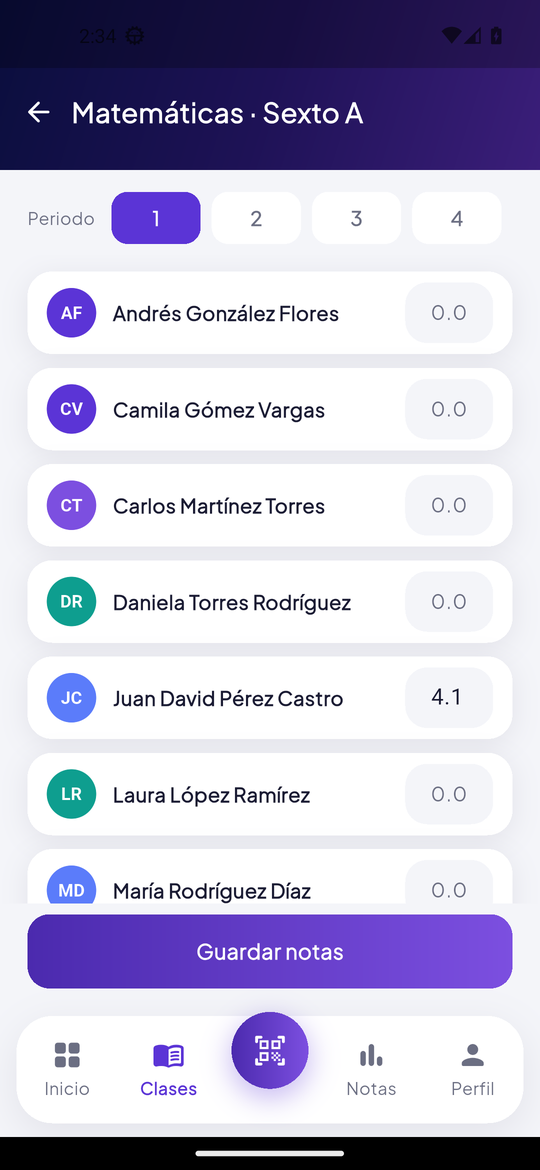 2:34
Matemáticas · Sexto A
Periodo 1 2 3 4
AF Andrés González Flores 0.0
CV Camila Gómez Vargas 0.0
CT Carlos Martínez Torres 0.0
DR Daniela Torres Rodríguez 0.0
JC Juan David Pérez Castro 4.1
LR Laura López Ramírez 0.0
MD María Rodríguez Díaz 0.0
Guardar notas
Inicio Clases Notas Perfil